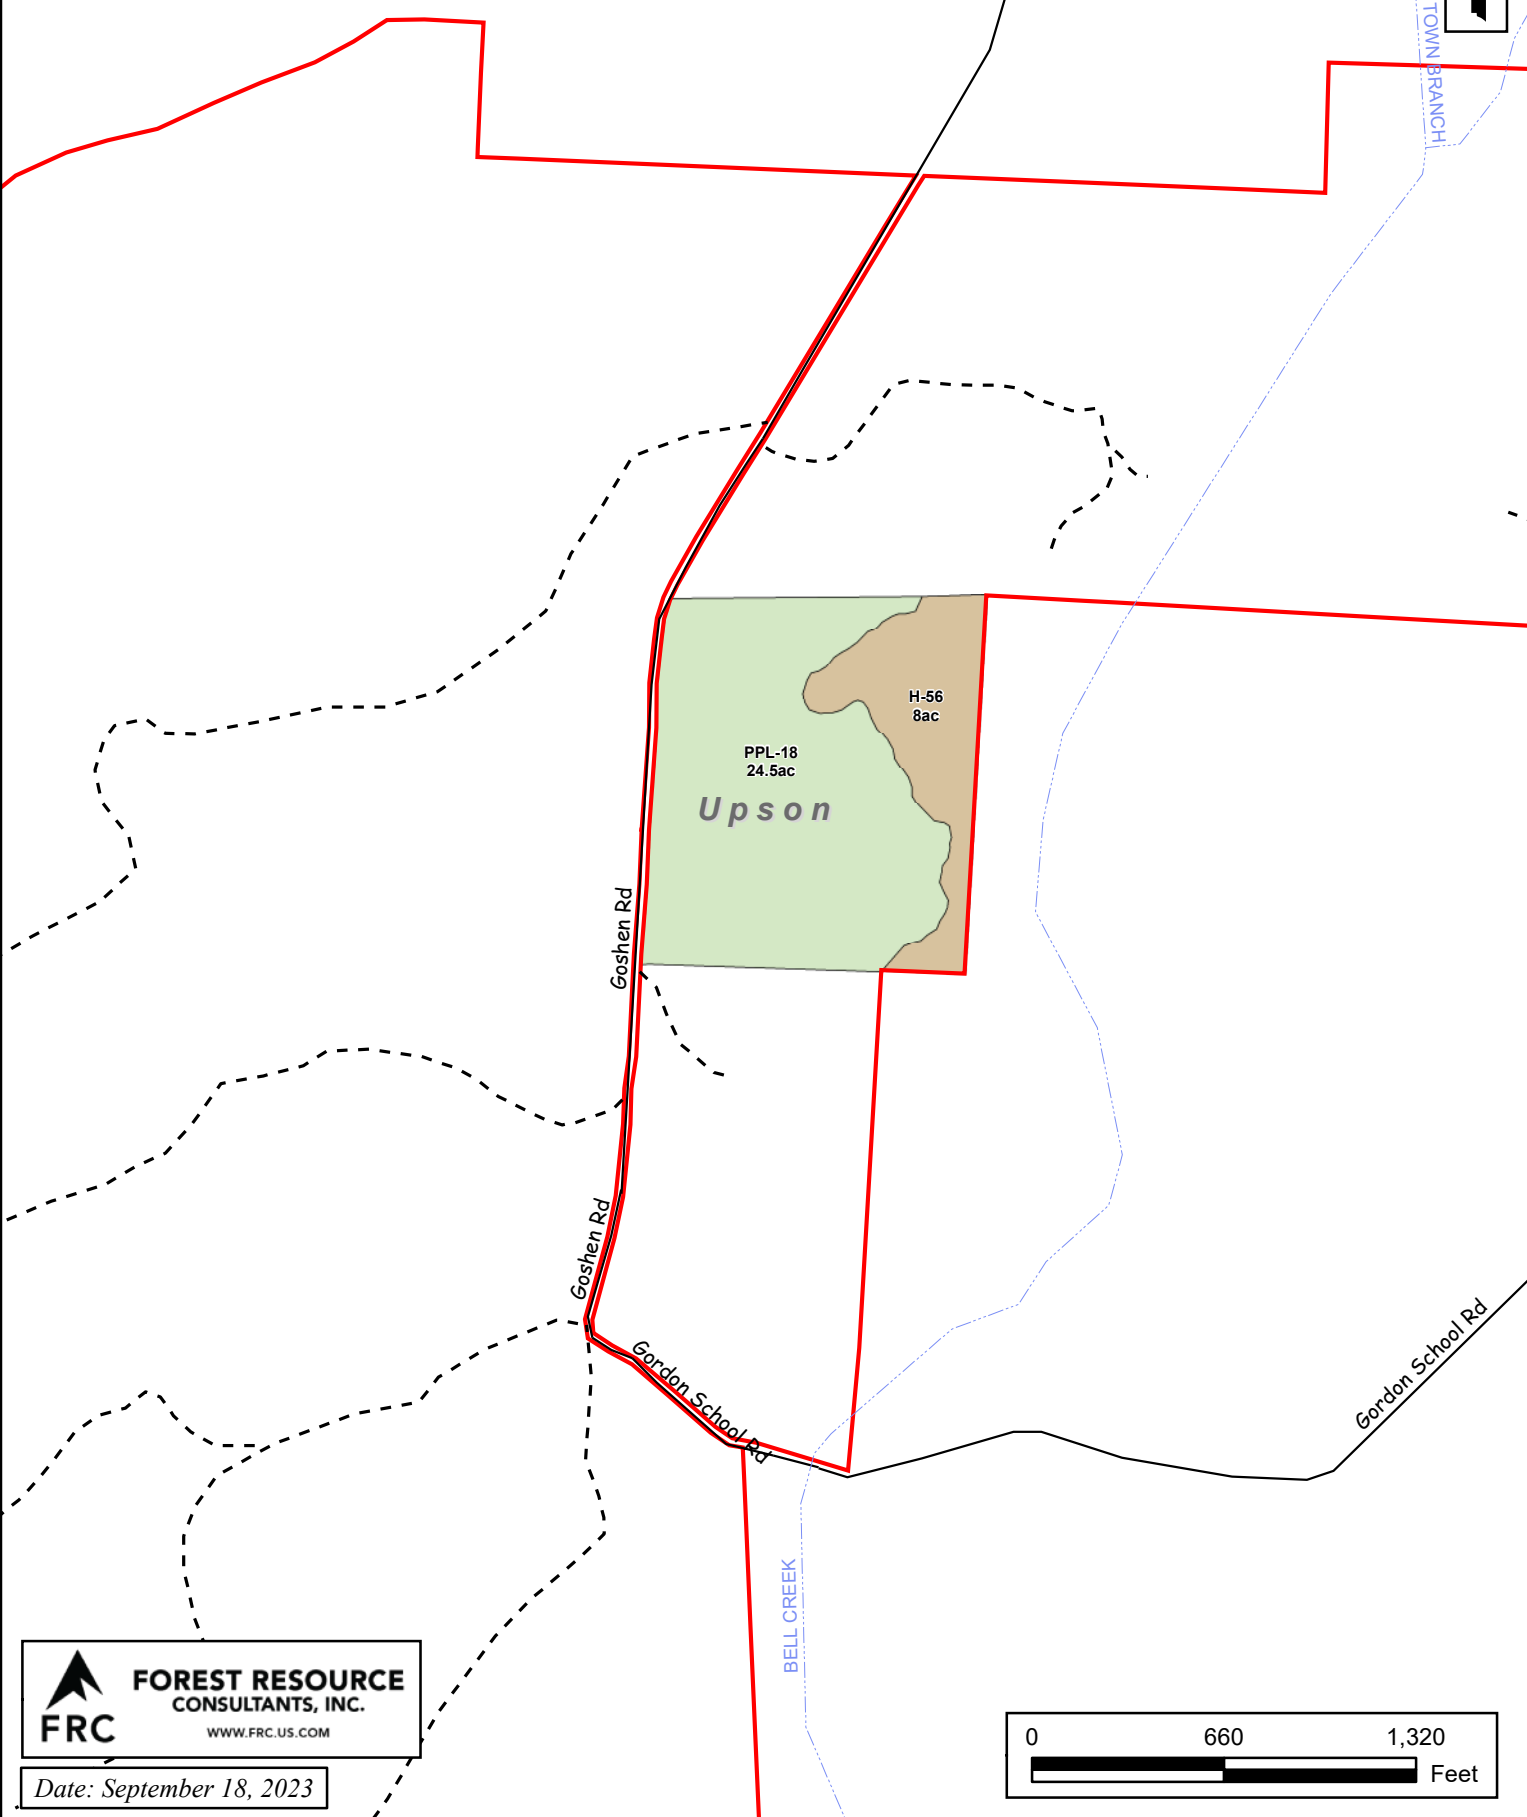 TOWN BRANCH
H-56
8ac
PPL-18
24.5ac
Upson
Goshen Rd
Goshen Rd
Gordon School Rd
Gordon School Rd
BELL CREEK
FRC
FOREST RESOURCE
CONSULTANTS, INC.
WWW.FRC.US.COM
Date: September 18, 2023
0 660 1,320
Feet